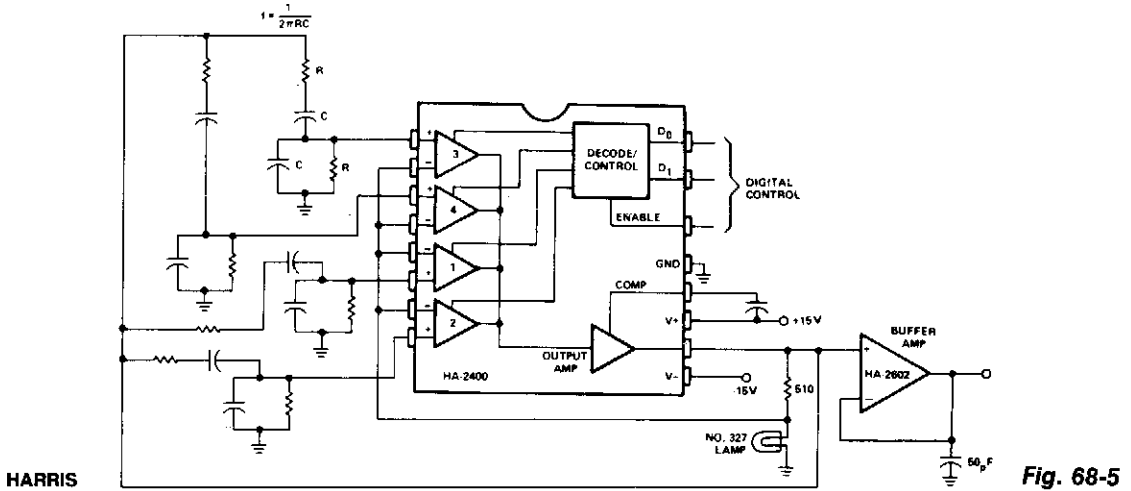 f = 1/2πRC
R
C
C
R
+
−
3
+
−
4
−
+
1
−
+
2
DECODE/
CONTROL
D0
D1
ENABLE
DIGITAL
CONTROL
GND
COMP
V+
+15V
OUTPUT
AMP
HA-2400
V−
-15V
510
NO. 327
LAMP
BUFFER
AMP
+
HA-2602
−
50pF
HARRIS
Fig. 68-5